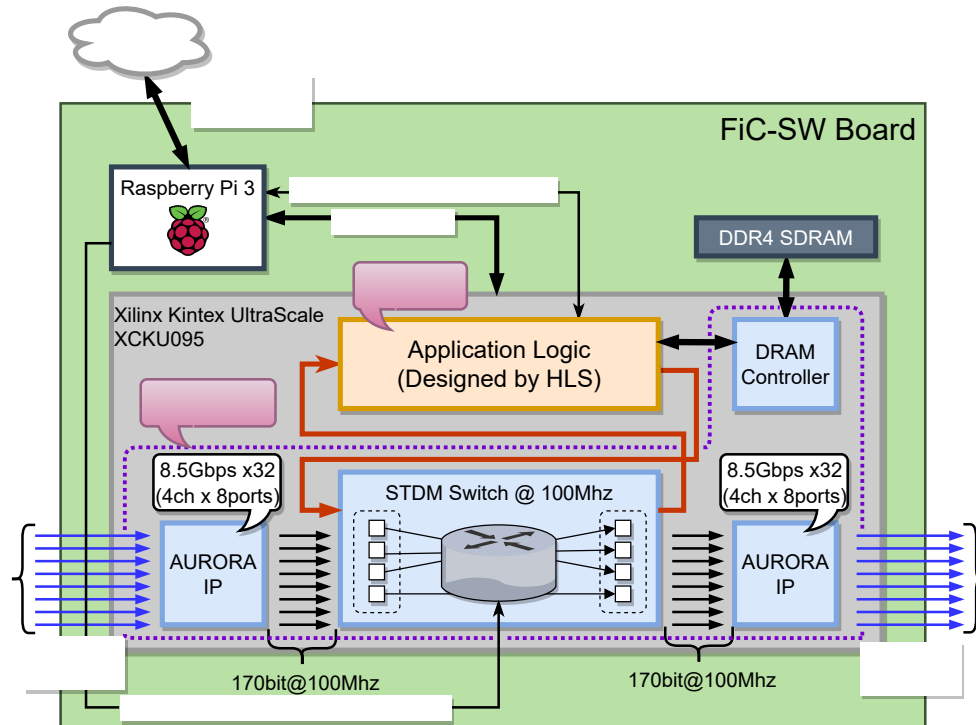 FiC-SW Board
Raspberry Pi 3
DDR4 SDRAM
Xilinx Kintex UltraScale
XCKU095
Application Logic
(Designed by HLS)
DRAM
Controller
8.5Gbps x32
(4ch x 8ports)
STDM Switch @ 100Mhz
8.5Gbps x32
(4ch x 8ports)
AURORA
IP
AURORA
IP
170bit@100Mhz
170bit@100Mhz